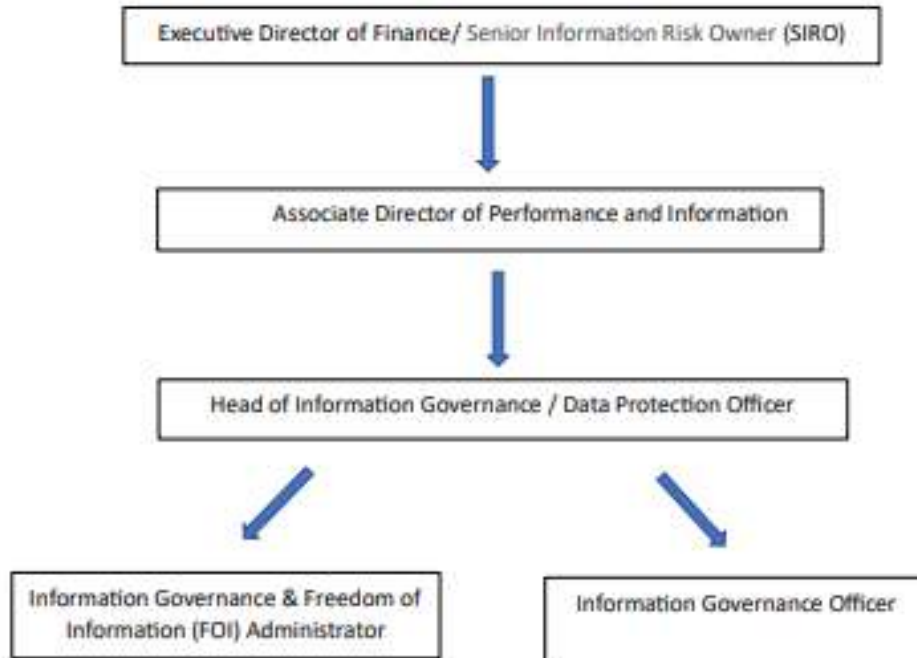 Executive Director of Finance/ Senior Information Risk Owner (SIRO)
Associate Director of Performance and Information
Head of Information Governance / Data Protection Officer
Information Governance & Freedom of
Information (FOI) Administrator
Information Governance Officer